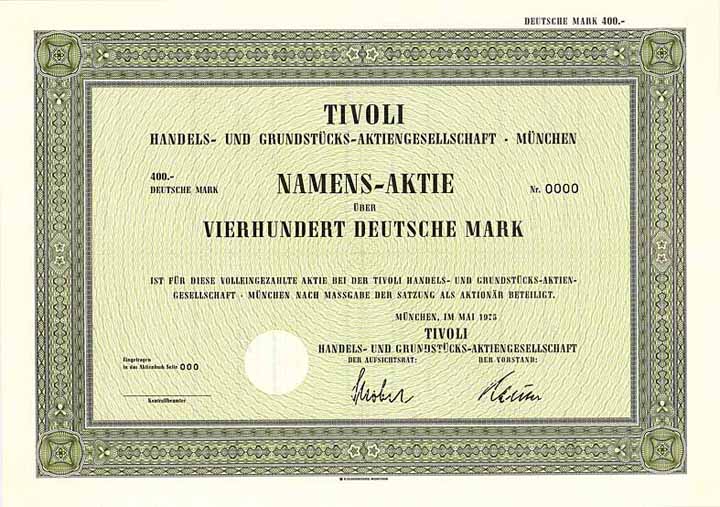 DEUTSCHE MARK 400.-
TIVOLI
HANDELS- UND GRUNDSTÜCKS-AKTIENGESELLSCHAFT · MÜNCHEN
400.-
DEUTSCHE MARK
NAMENS-AKTIE
Nr. 0000
ÜBER
VIERHUNDERT DEUTSCHE MARK
IST FÜR DIESE VOLLEINGEZAHLTE AKTIE BEI DER TIVOLI HANDELS- UND GRUNDSTÜCKS-AKTIEN-
GESELLSCHAFT · MÜNCHEN NACH MASSGABE DER SATZUNG ALS AKTIONÄR BETEILIGT.
MÜNCHEN, IM MAI 1975
TIVOLI
HANDELS- UND GRUNDSTÜCKS-AKTIENGESELLSCHAFT
DER AUFSICHTSRAT:
DER VORSTAND:
Eingetragen
in das Aktienbuch Seite 000
Kontrollbeamter